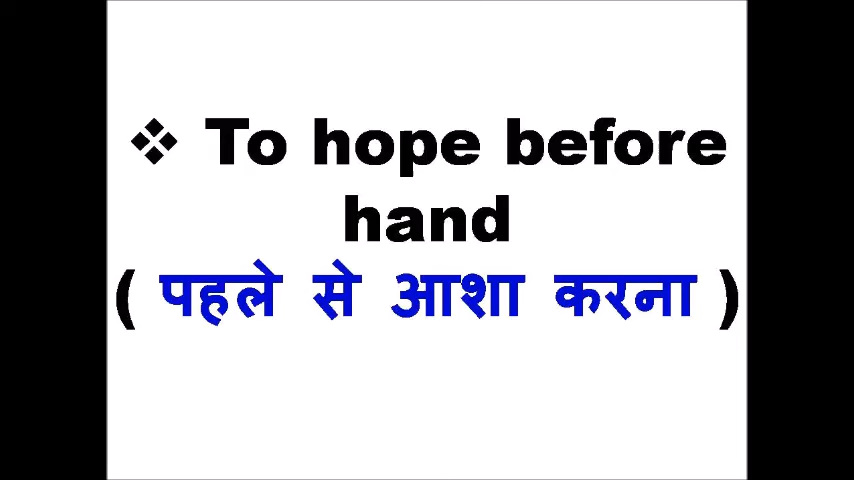 ❖ To hope before
hand
( पहले से आशा करना )